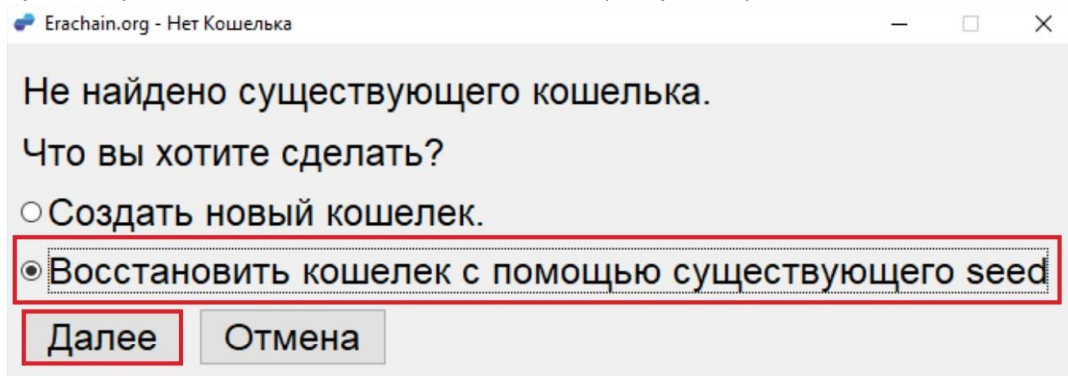 Erachain.org - Нет Кошелька
Не найдено существующего кошелька.
Что вы хотите сделать?
Создать новый кошелек.
Восстановить кошелек с помощью существующего seed
Далее Отмена